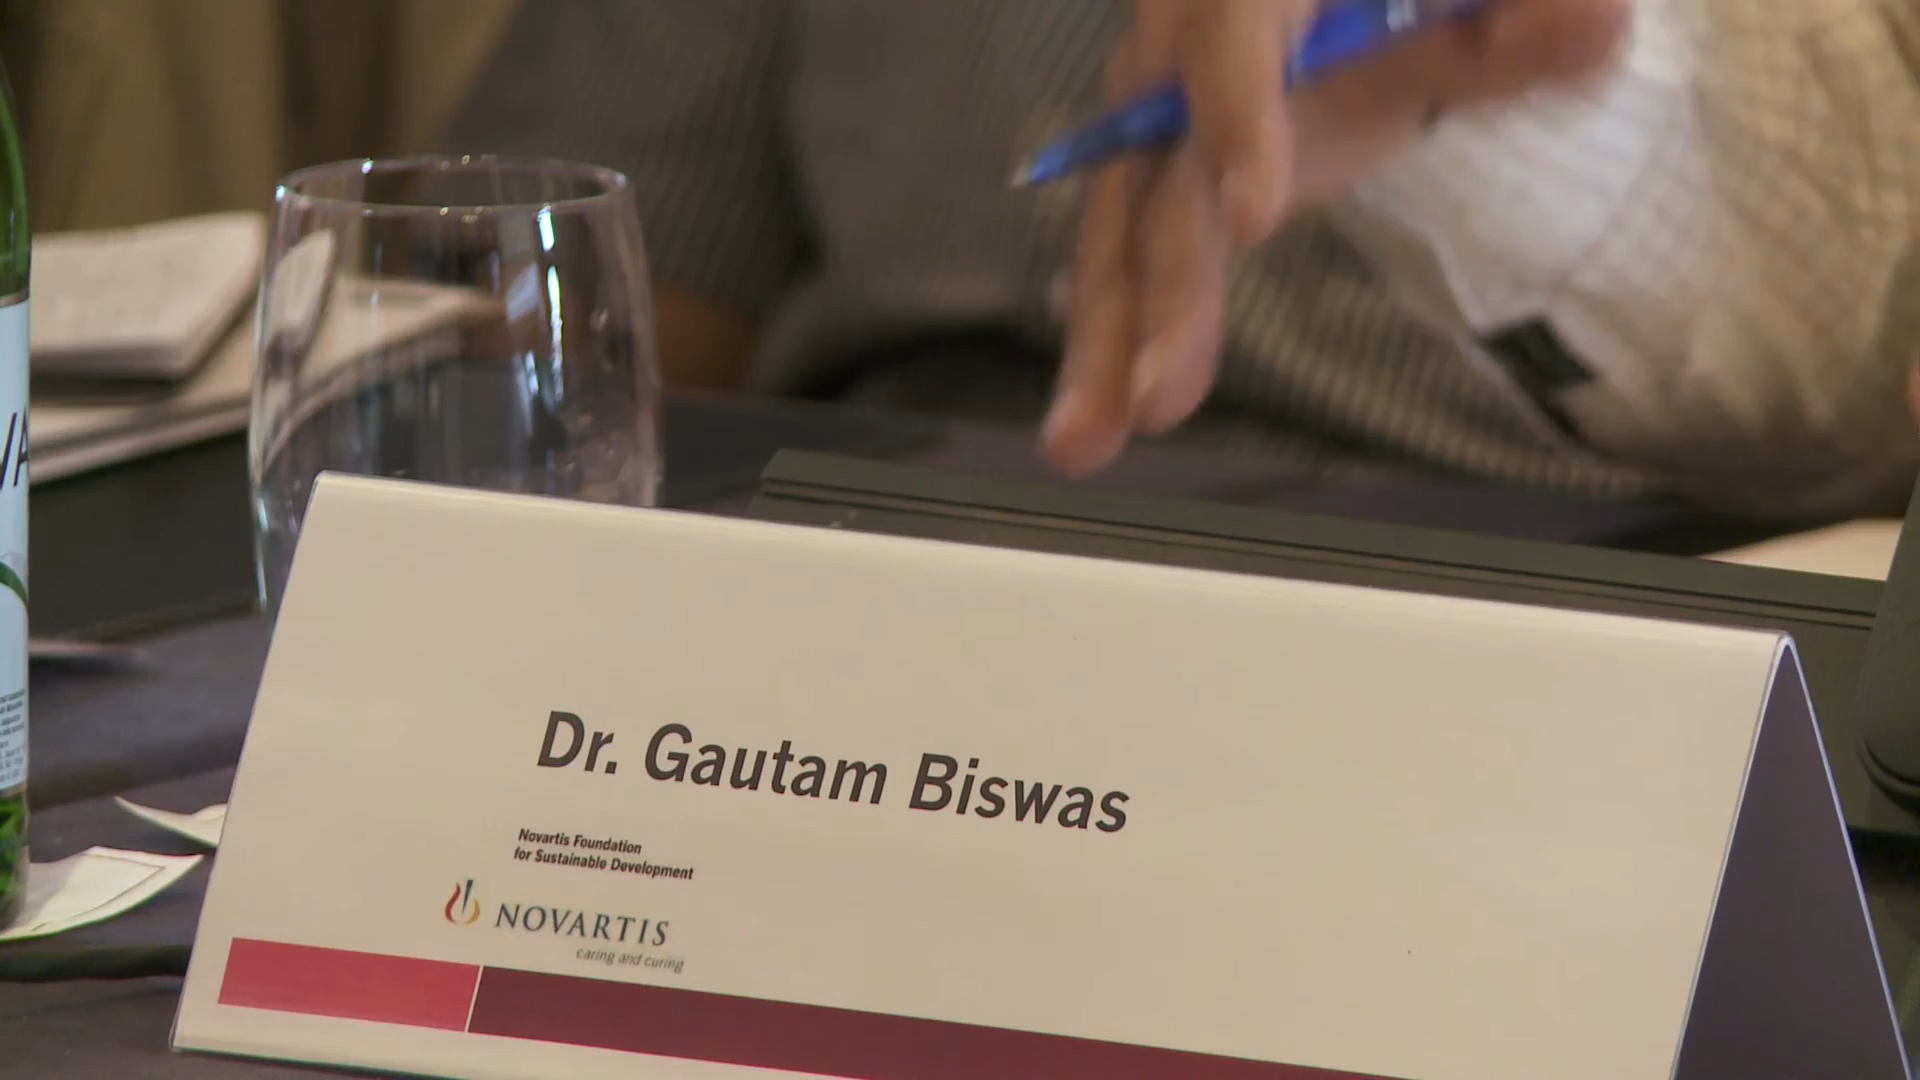 Dr. Gautam Biswas
Novartis Foundation
for Sustainable Development
NOVARTIS
caring and curing